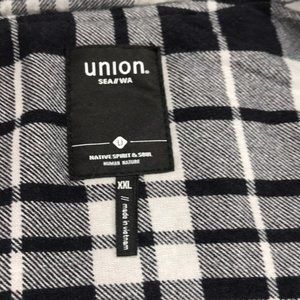 union.
SEA//WA
U
NATIVE SPIRIT & SOUL
HUMAN NATURE
XXL
// made in vietnam